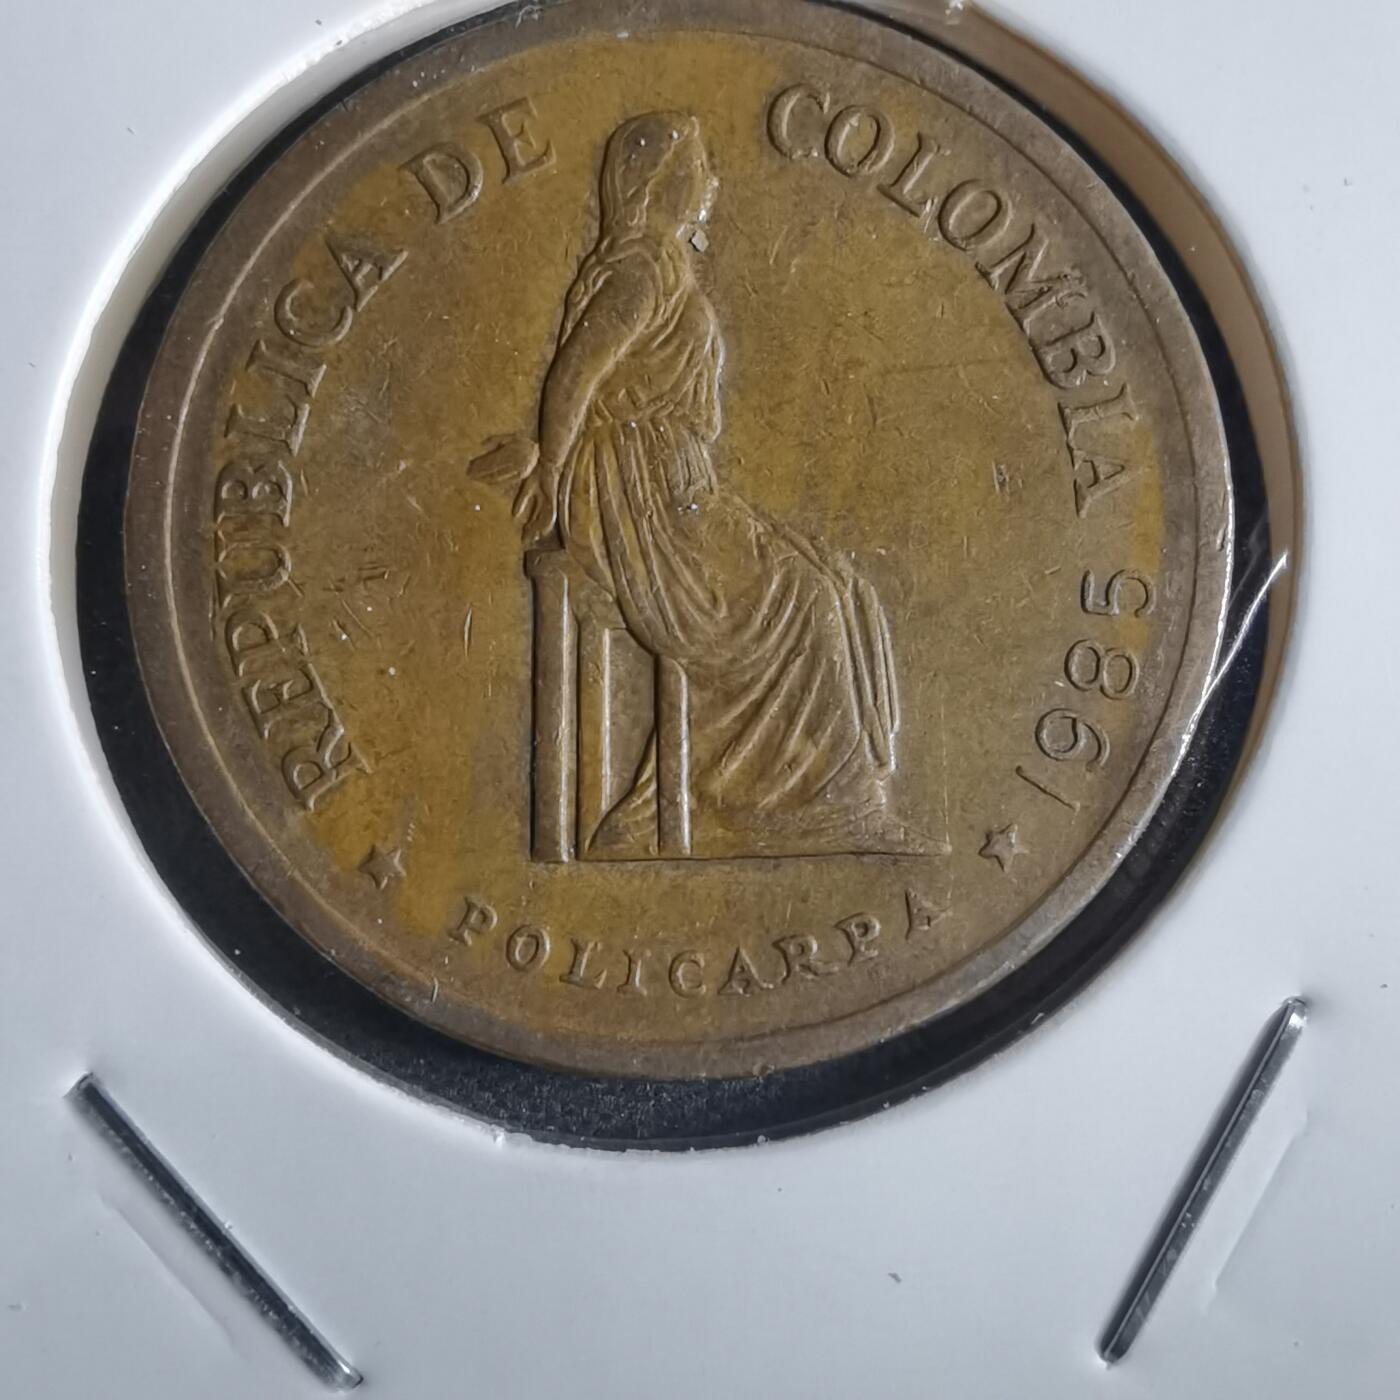 REPUBLICA DE COLOMBIA
★ POLICARPA ★ 1985